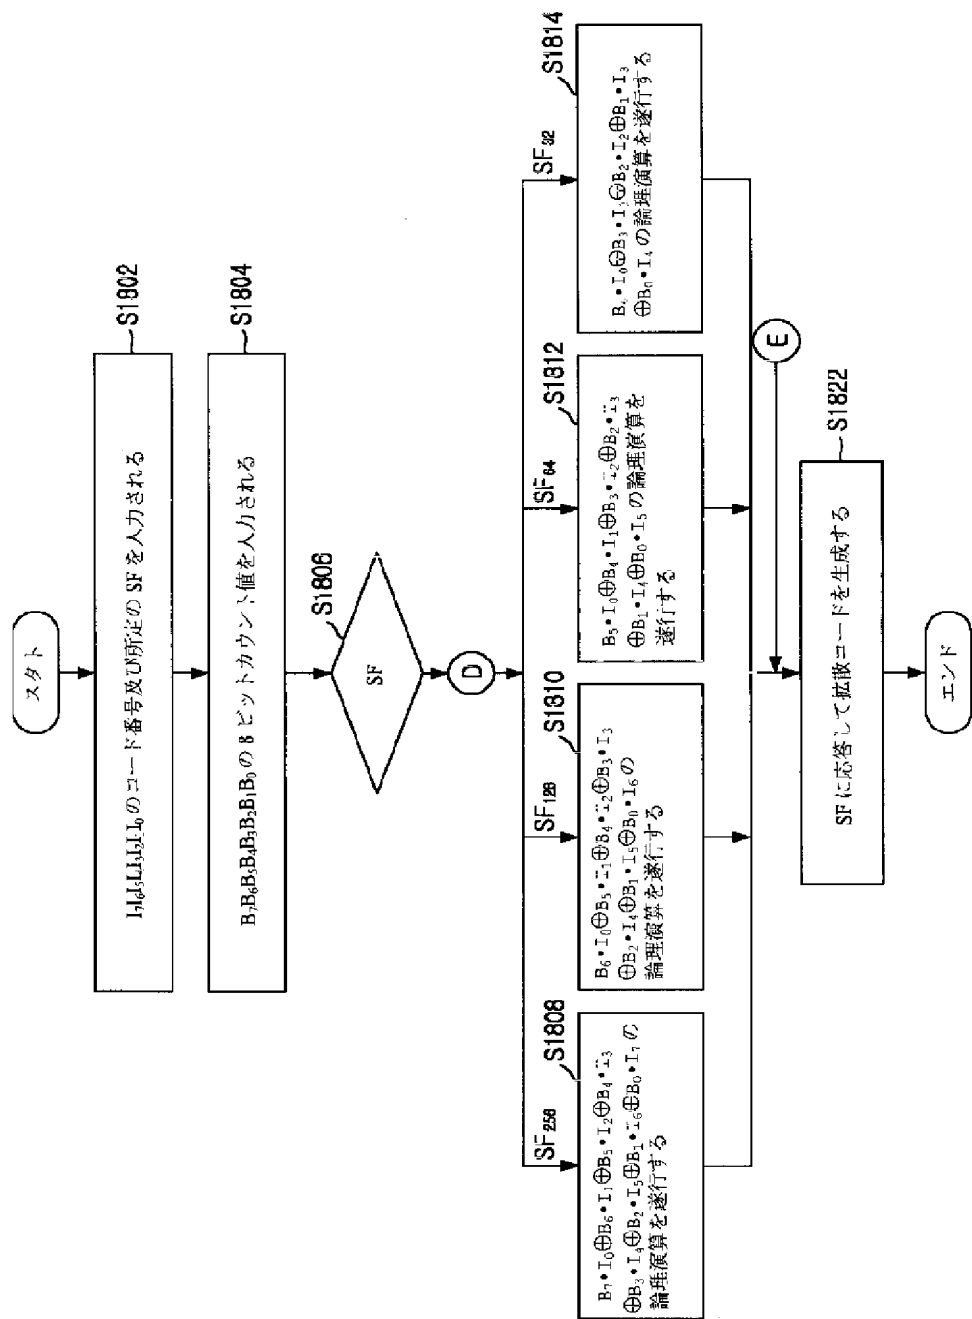 スタト
I₇I₆I₅I₄I₃I₂I₁I₀のコード番号及び所定のSFを入力される
S1802
B₇B₆B₅B₄B₃B₂B₁B₀の8ビットカウント値を入力される
S1804
SF
S1806
D
SF₂₅₆
S1808
B₇•I₀⊕B₆•I₁⊕B₅•I₂⊕B₄•I₃
⊕B₃•I₄⊕B₂•I₅⊕B₁•I₆⊕B₀•I₇の
論理演算を遂行する
SF₁₂₈
S1810
B₆•I₀⊕B₅•I₁⊕B₄•I₂⊕B₃•I₃
⊕B₂•I₄⊕B₁•I₅⊕B₀•I₆の
論理演算を遂行する
SF₆₄
S1812
B₅•I₀⊕B₄•I₁⊕B₃•I₂⊕B₂•I₃
⊕B₁•I₄⊕B₀•I₅の論理演算を
遂行する
SF₃₂
S1814
B₄•I₀⊕B₃•I₁⊕B₂•I₂⊕B₁•I₃
⊕B₀•I₄の論理演算を遂行する
E
S1822
SFに応答して拡散コードを生成する
エンド